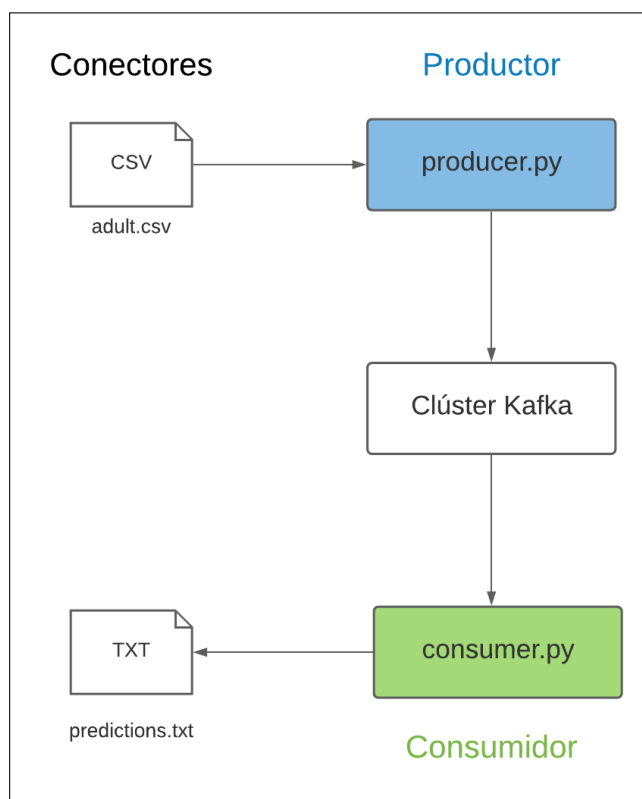 Conectores
Productor
CSV
producer.py
adult.csv
Clúster Kafka
TXT
consumer.py
predictions.txt
Consumidor